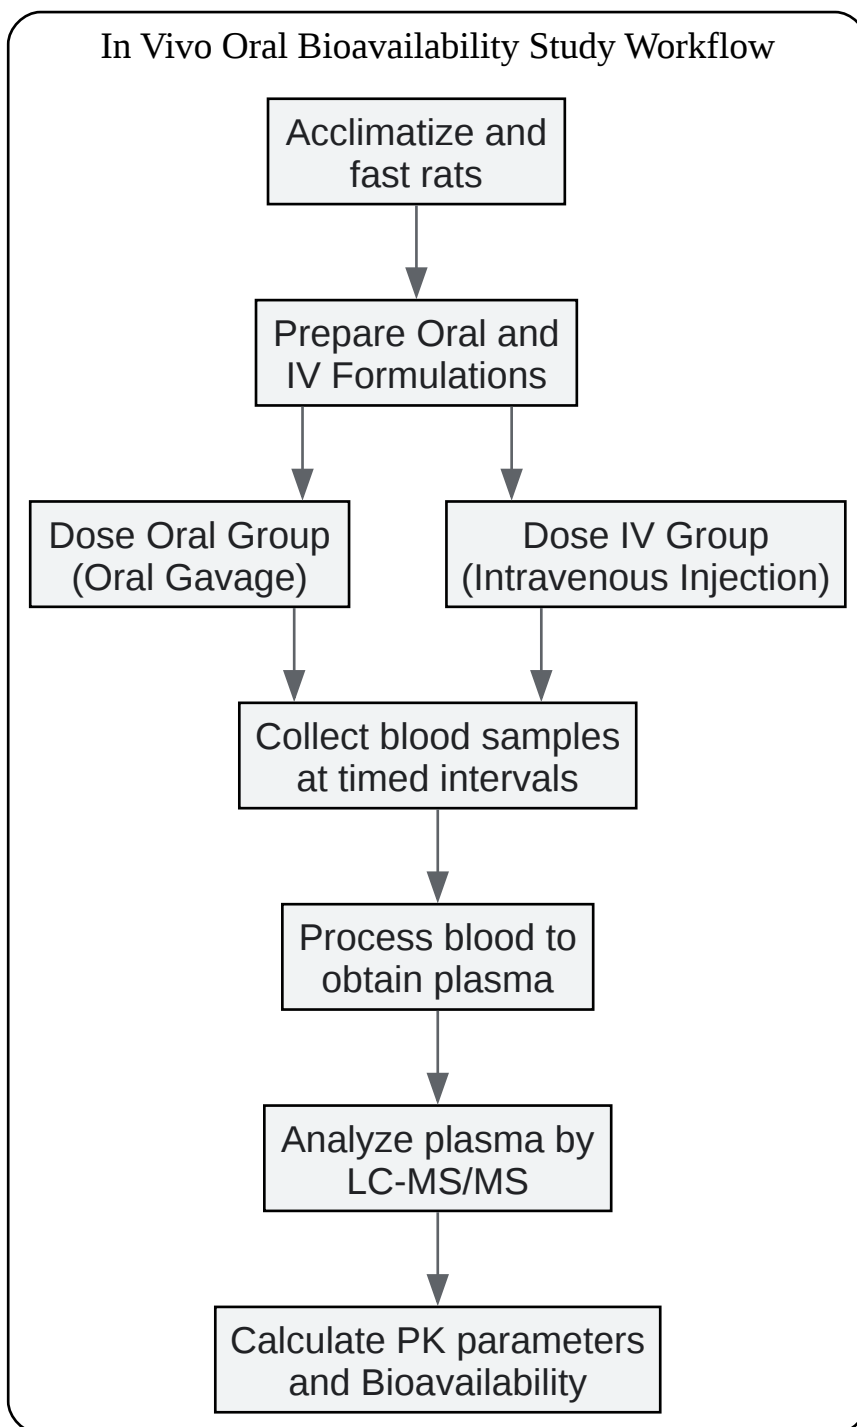 In Vivo Oral Bioavailability Study Workflow
Acclimatize and
fast rats
Prepare Oral and
IV Formulations
Dose Oral Group
(Oral Gavage)
Dose IV Group
(Intravenous Injection)
Collect blood samples
at timed intervals
Process blood to
obtain plasma
Analyze plasma by
LC-MS/MS
Calculate PK parameters
and Bioavailability